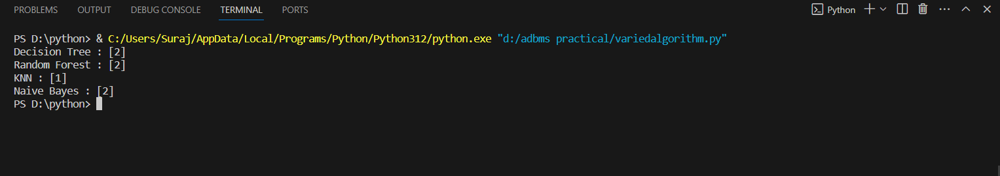 PROBLEMS OUTPUT DEBUG CONSOLE TERMINAL PORTS Python
PS D:\python> & C:/Users/Suraj/AppData/Local/Programs/Python/Python312/python.exe "d:/adbms practical/variedalgorithm.py"
Decision Tree : [2]
Random Forest : [2]
KNN : [1]
Naive Bayes : [2]
PS D:\python>